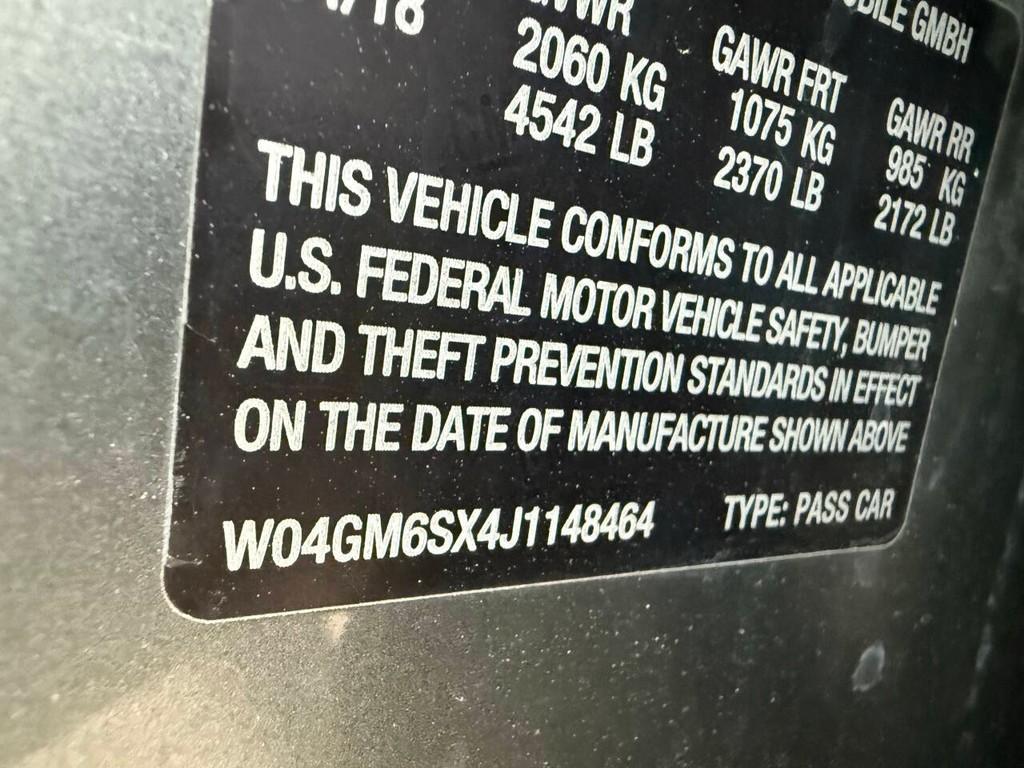 GMBH
2060 KG
4542 LB
GAWR FRT
1075 KG
2370 LB
GAWR RR
985 KG
2172 LB
THIS VEHICLE CONFORMS TO ALL APPLICABLE
U.S. FEDERAL MOTOR VEHICLE SAFETY, BUMPER
AND THEFT PREVENTION STANDARDS IN EFFECT
ON THE DATE OF MANUFACTURE SHOWN ABOVE
W04GM6SX4J1148464 TYPE: PASS CAR